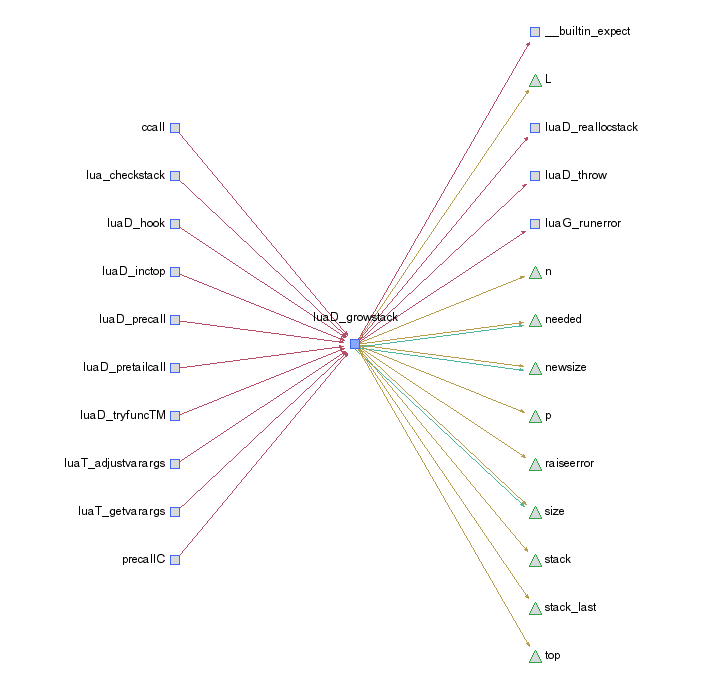 ccall
lua_checkstack
luaD_hook
luaD_inctop
luaD_precall
luaD_pretailcall
luaD_tryfuncTM
luaT_adjustvarargs
luaT_getvarargs
precallC
luaD_growstack
__builtin_expect
L
luaD_reallocstack
luaD_throw
luaG_runerror
n
needed
newsize
p
raiseerror
size
stack
stack_last
top